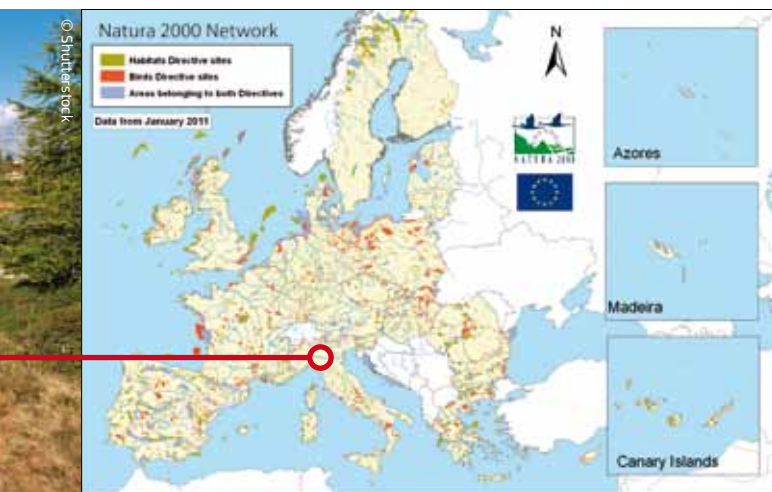 © Shutterstock
Natura 2000 Network
Habitats Directive sites
Birds Directive sites
Areas belonging to both Directives
Data from January 2011
N
NATURA 2000
Azores
Madeira
Canary Islands